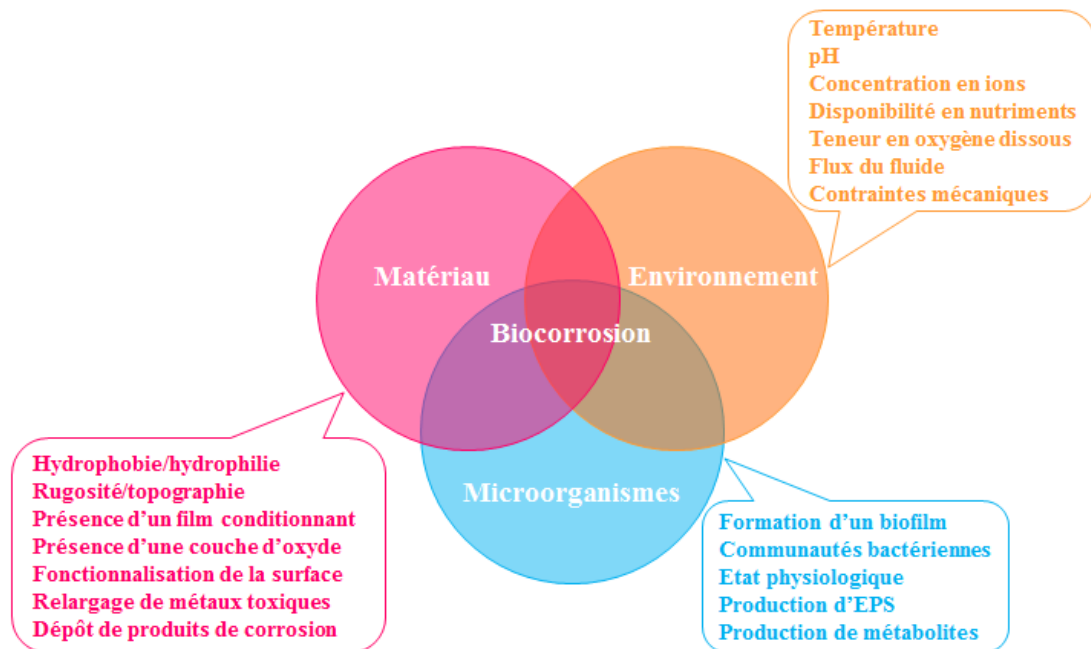 Température
pH
Concentration en ions
Disponibilité en nutriments
Teneur en oxygène dissous
Flux du fluide
Contraintes mécaniques
Matériau
Environnement
Biocorrosion
Microorganismes
Hydrophobie/hydrophilie
Rugosité/topographie
Présence d’un film conditionnant
Présence d’une couche d’oxyde
Fonctionnalisation de la surface
Relargage de métaux toxiques
Dépôt de produits de corrosion
Formation d’un biofilm
Communautés bactériennes
Etat physiologique
Production d’EPS
Production de métabolites